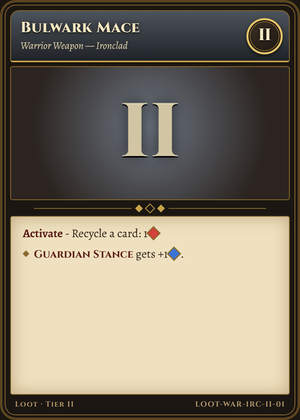 Bulwark Mace
Warrior Weapon — Ironclad
II
II
Activate - Recycle a card: 1
Guardian Stance gets +1.
Loot · Tier II
LOOT-WAR-IRC-II-01